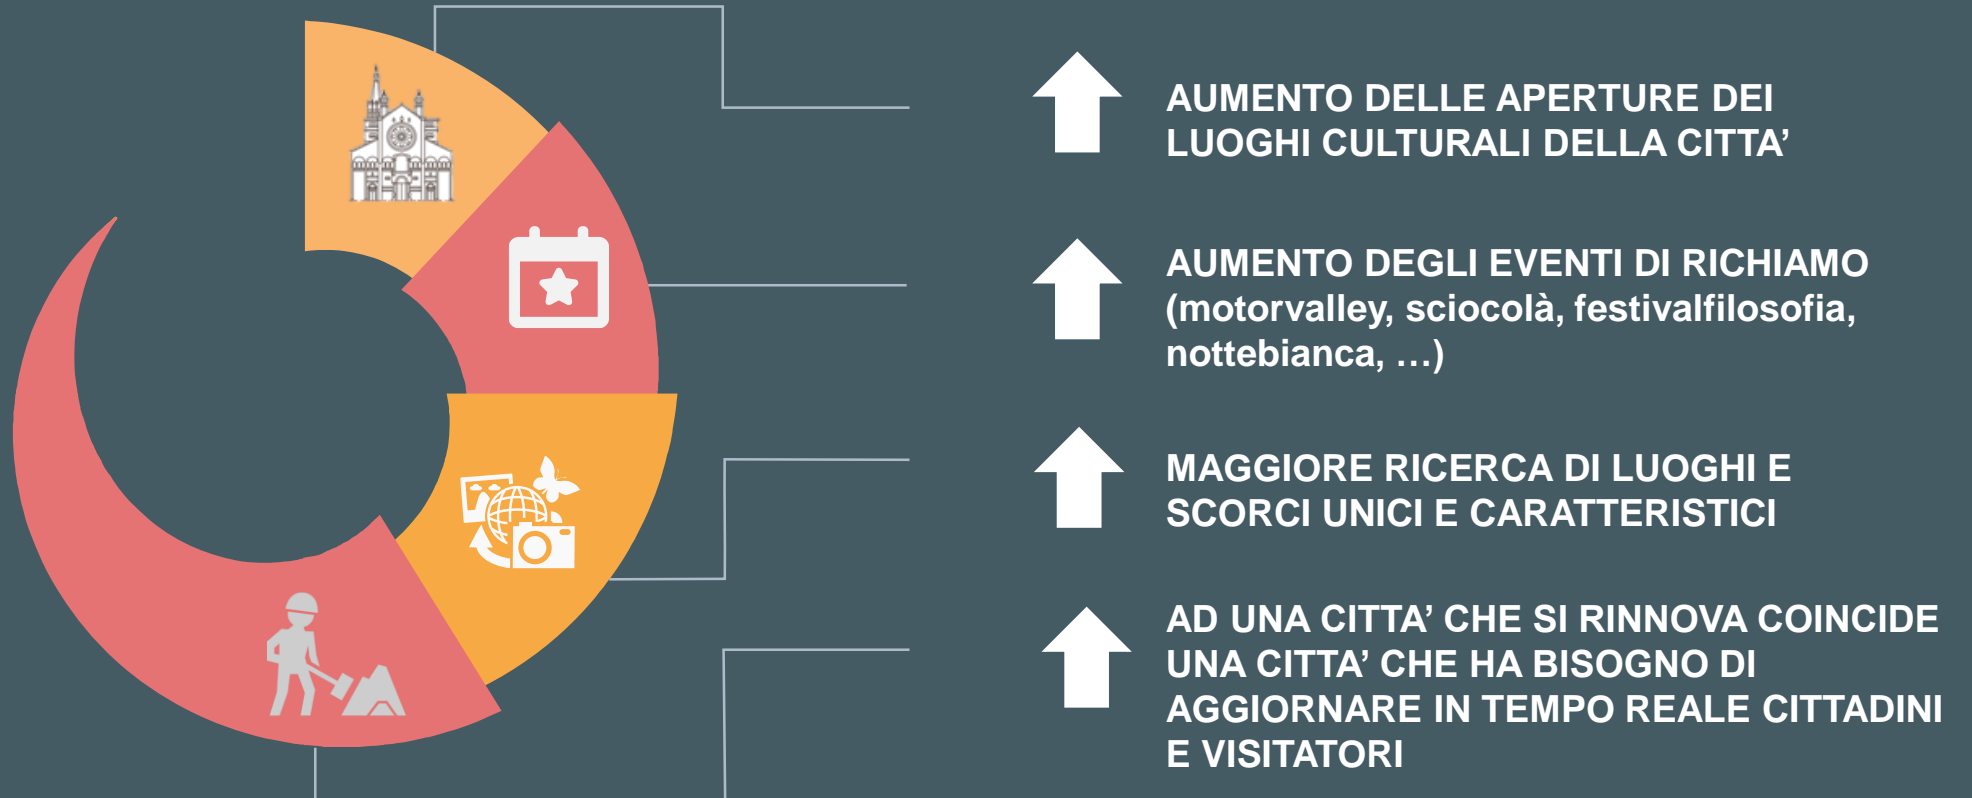 AUMENTO DELLE APERTURE DEI
LUOGHI CULTURALI DELLA CITTA’
AUMENTO DEGLI EVENTI DI RICHIAMO
(motorvalley, sciocolà, festivalfilosofia,
nottebianca, …)
MAGGIORE RICERCA DI LUOGHI E
SCORCI UNICI E CARATTERISTICI
AD UNA CITTA’ CHE SI RINNOVA COINCIDE
UNA CITTA’ CHE HA BISOGNO DI
AGGIORNARE IN TEMPO REALE CITTADINI
E VISITATORI